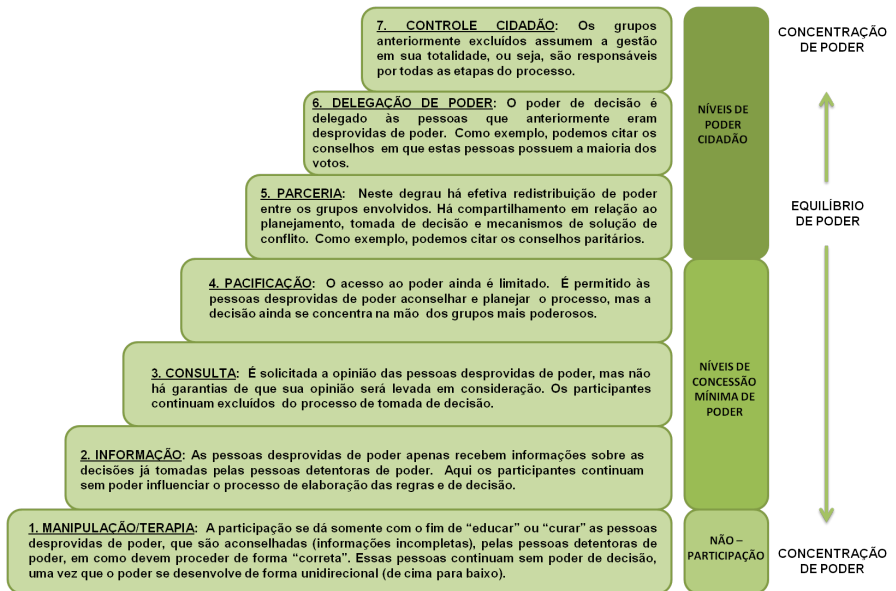 7. CONTROLE CIDADÃO: Os grupos
anteriormente excluídos assumem a gestão
em sua totalidade, ou seja, são responsáveis
por todas as etapas do processo.
6. DELEGAÇÃO DE PODER: O poder de decisão é
delegado às pessoas que anteriormente eram
desprovidas de poder. Como exemplo, podemos citar os
conselhos em que estas pessoas possuem a maioria dos
votos.
5. PARCERIA: Neste degrau há efetiva redistribuição de poder
entre os grupos envolvidos. Há compartilhamento em relação ao
planejamento, tomada de decisão e mecanismos de solução de
conflito. Como exemplo, podemos citar os conselhos paritários.
4. PACIFICAÇÃO: O acesso ao poder ainda é limitado. É permitido às
pessoas desprovidas de poder aconselhar e planejar o processo, mas a
decisão ainda se concentra na mão dos grupos mais poderosos.
3. CONSULTA: É solicitada a opinião das pessoas desprovidas de poder, mas não
há garantias de que sua opinião será levada em consideração. Os participantes
continuam excluídos do processo de tomada de decisão.
2. INFORMAÇÃO: As pessoas desprovidas de poder apenas recebem informações sobre as
decisões já tomadas pelas pessoas detentoras de poder. Aqui os participantes continuam
sem poder influenciar o processo de elaboração das regras e de decisão.
1. MANIPULAÇÃO/TERAPIA: A participação se dá somente com o fim de “educar” ou “curar” as pessoas
desprovidas de poder, que são aconselhadas (informações incompletas), pelas pessoas detentoras de
poder, em como devem proceder de forma “correta”. Essas pessoas continuam sem poder de decisão,
uma vez que o poder se desenvolve de forma unidirecional (de cima para baixo).
NÍVEIS DE
PODER
CIDADÃO
NÍVEIS DE
CONCESSÃO
MÍNIMA DE
PODER
NÃO –
PARTICIPAÇÃO
CONCENTRAÇÃO
DE PODER
EQUILÍBRIO
DE PODER
CONCENTRAÇÃO
DE PODER